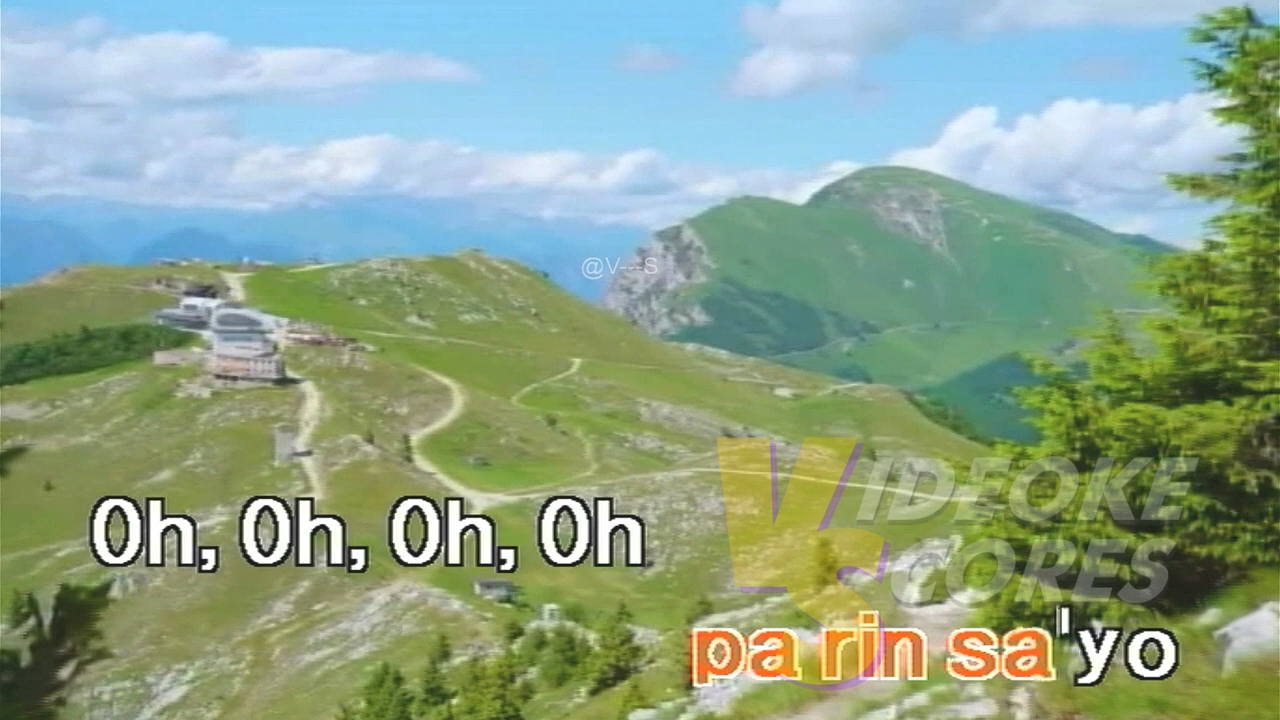 @V---S
VIDEOKE
SCORES
Oh, Oh, Oh, Oh
pa rin sa'yo